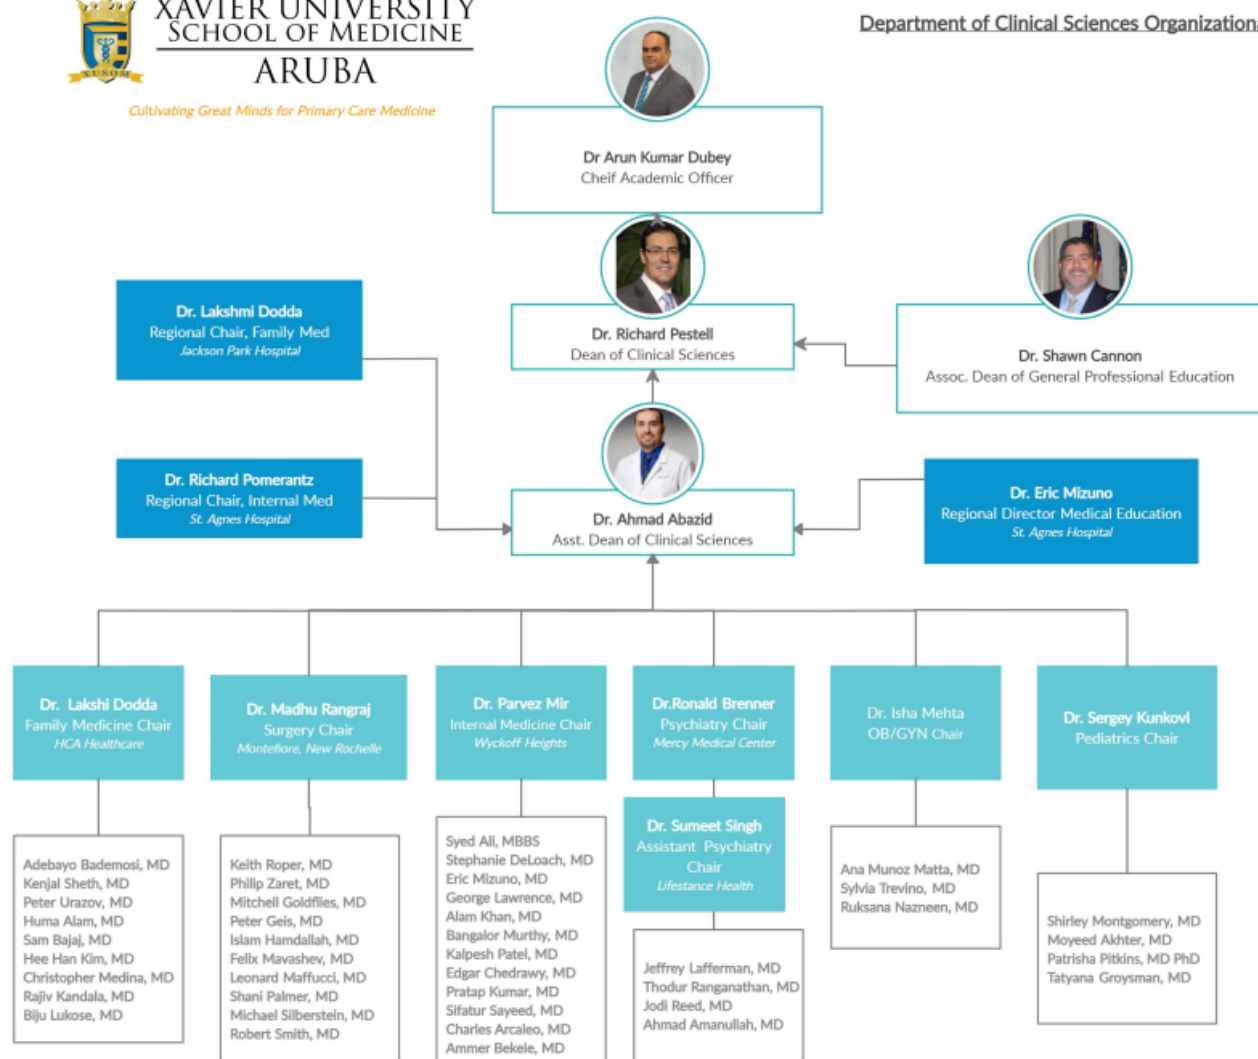 XAVIER UNIVERSITY
SCHOOL OF MEDICINE
ARUBA
XUSOM
Cultivating Great Minds for Primary Care Medicine
Department of Clinical Sciences Organizationa
Dr Arun Kumar Dubey
Cheif Academic Officer
Dr. Richard Pestell
Dean of Clinical Sciences
Dr. Shawn Cannon
Assoc. Dean of General Professional Education
Dr. Lakshmi Dodda
Regional Chair, Family Med
Jackson Park Hospital
Dr. Richard Pomerantz
Regional Chair, Internal Med
St. Agnes Hospital
Dr. Ahmad Abazid
Asst. Dean of Clinical Sciences
Dr. Eric Mizuno
Regional Director Medical Education
St. Agnes Hospital
Dr. Lakshi Dodda
Family Medicine Chair
HCA Healthcare
Dr. Madhu Rangraj
Surgery Chair
Montefiore, New Rochelle
Dr. Parvez Mir
Internal Medicine Chair
Wyckoff Heights
Dr.Ronald Brenner
Psychiatry Chair
Mercy Medical Center
Dr. Isha Mehta
OB/GYN Chair
Dr. Sergey Kunkovl
Pediatrics Chair
Dr. Sumeet Singh
Assistant Psychiatry
Chair
Lifestance Health
Adebayo Bademosi, MD
Kenjal Sheth, MD
Peter Urazov, MD
Huma Alam, MD
Sam Bajaj, MD
Hee Han Kim, MD
Christopher Medina, MD
Rajiv Kandala, MD
Biju Lukose, MD
Keith Roper, MD
Philip Zaret, MD
Mitchell Goldflies, MD
Peter Geis, MD
Islam Hamdallah, MD
Felix Mavashev, MD
Leonard Maffucci, MD
Shani Palmer, MD
Michael Silberstein, MD
Robert Smith, MD
Syed Ali, MBBS
Stephanie DeLoach, MD
Eric Mizuno, MD
George Lawrence, MD
Alam Khan, MD
Bangalor Murthy, MD
Kalpesh Patel, MD
Edgar Chedrawy, MD
Pratap Kumar, MD
Sifatur Sayeed, MD
Charles Arcaleo, MD
Ammer Bekele, MD
Jeffrey Lafferman, MD
Thodur Ranganathan, MD
Jodi Reed, MD
Ahmad Amanullah, MD
Ana Munoz Matta, MD
Sylvia Trevino, MD
Ruksana Nazneen, MD
Shirley Montgomery, MD
Moyeed Akhter, MD
Patrisha Pitkins, MD PhD
Tatyana Groysman, MD